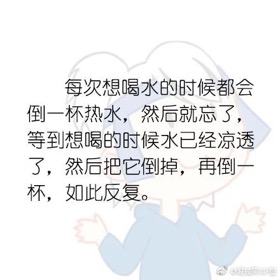 每次想喝水的时候都会
倒一杯热水，然后就忘了，
等到想喝的时候水已经凉透
了，然后把它倒掉，再倒一
杯，如此反复。